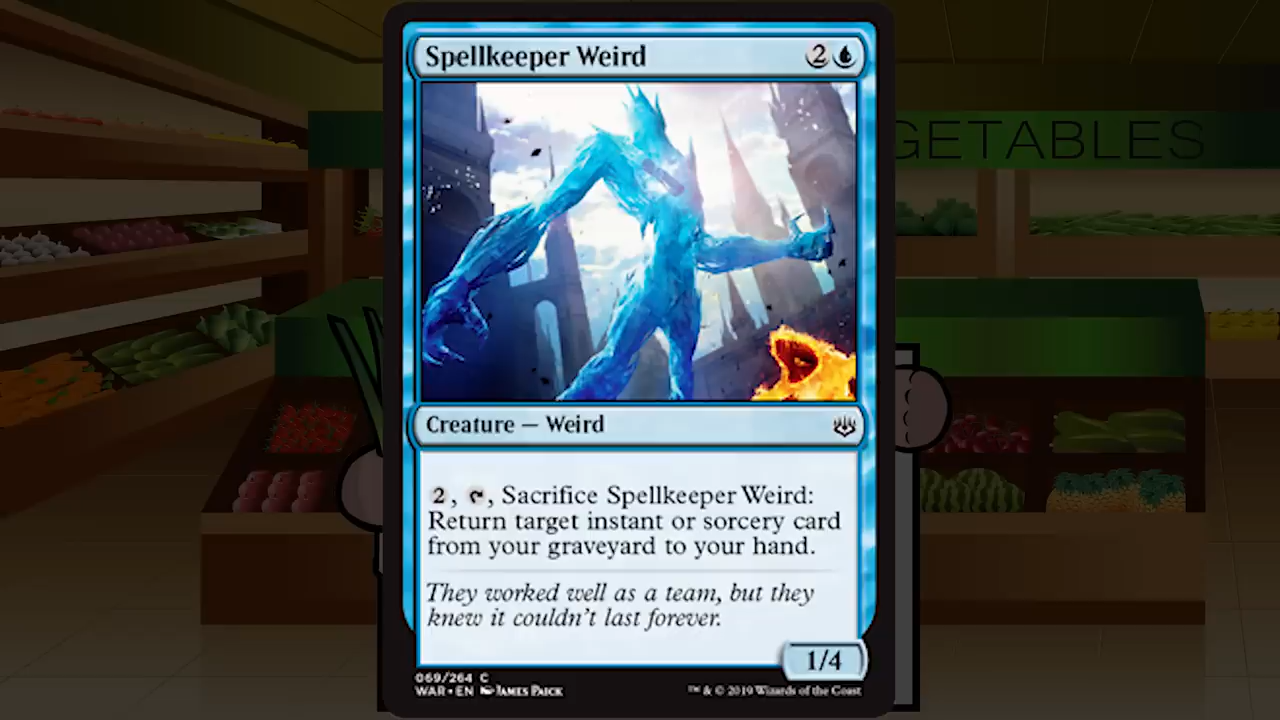 Spellkeeper Weird 2
GETABLES
Creature — Weird
2, , Sacrifice Spellkeeper Weird:
Return target instant or sorcery card
from your graveyard to your hand.
They worked well as a team, but they
knew it couldn't last forever.
1/4
069/264 C
WAR • EN JAMES PAICK
™ & © 2019 Wizards of the Coast